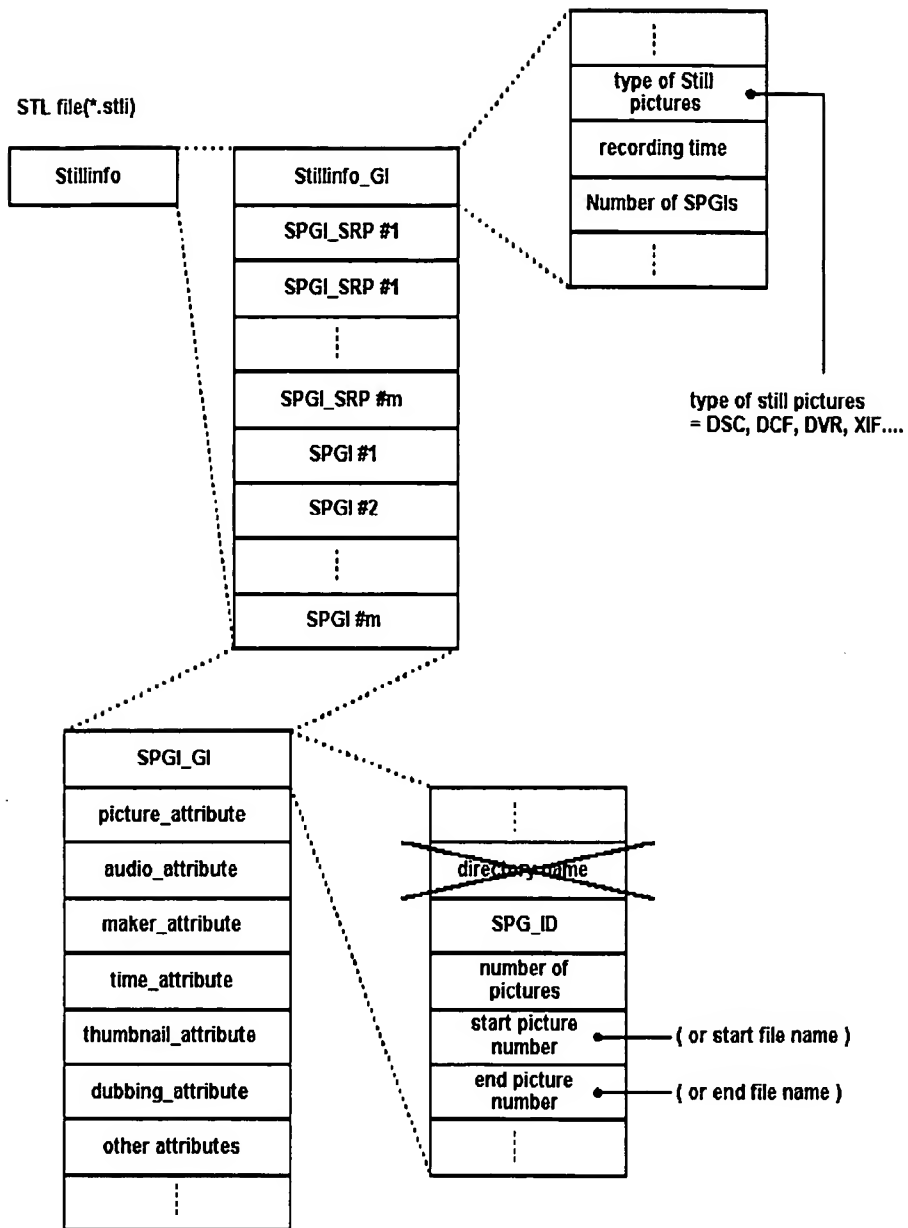 STL file(*.stli)
Stillinfo
Stillinfo_GI
SPGI_SRP #1
SPGI_SRP #1
SPGI_SRP #m
SPGI #1
SPGI #2
SPGI #m
type of Still
pictures
recording time
Number of SPGIs
type of still pictures
= DSC, DCF, DVR, XIF....
SPGI_GI
picture_attribute
audio_attribute
maker_attribute
time_attribute
thumbnail_attribute
dubbing_attribute
other attributes
directory name
SPG_ID
number of
pictures
start picture
number
( or start file name )
end picture
number
( or end file name )